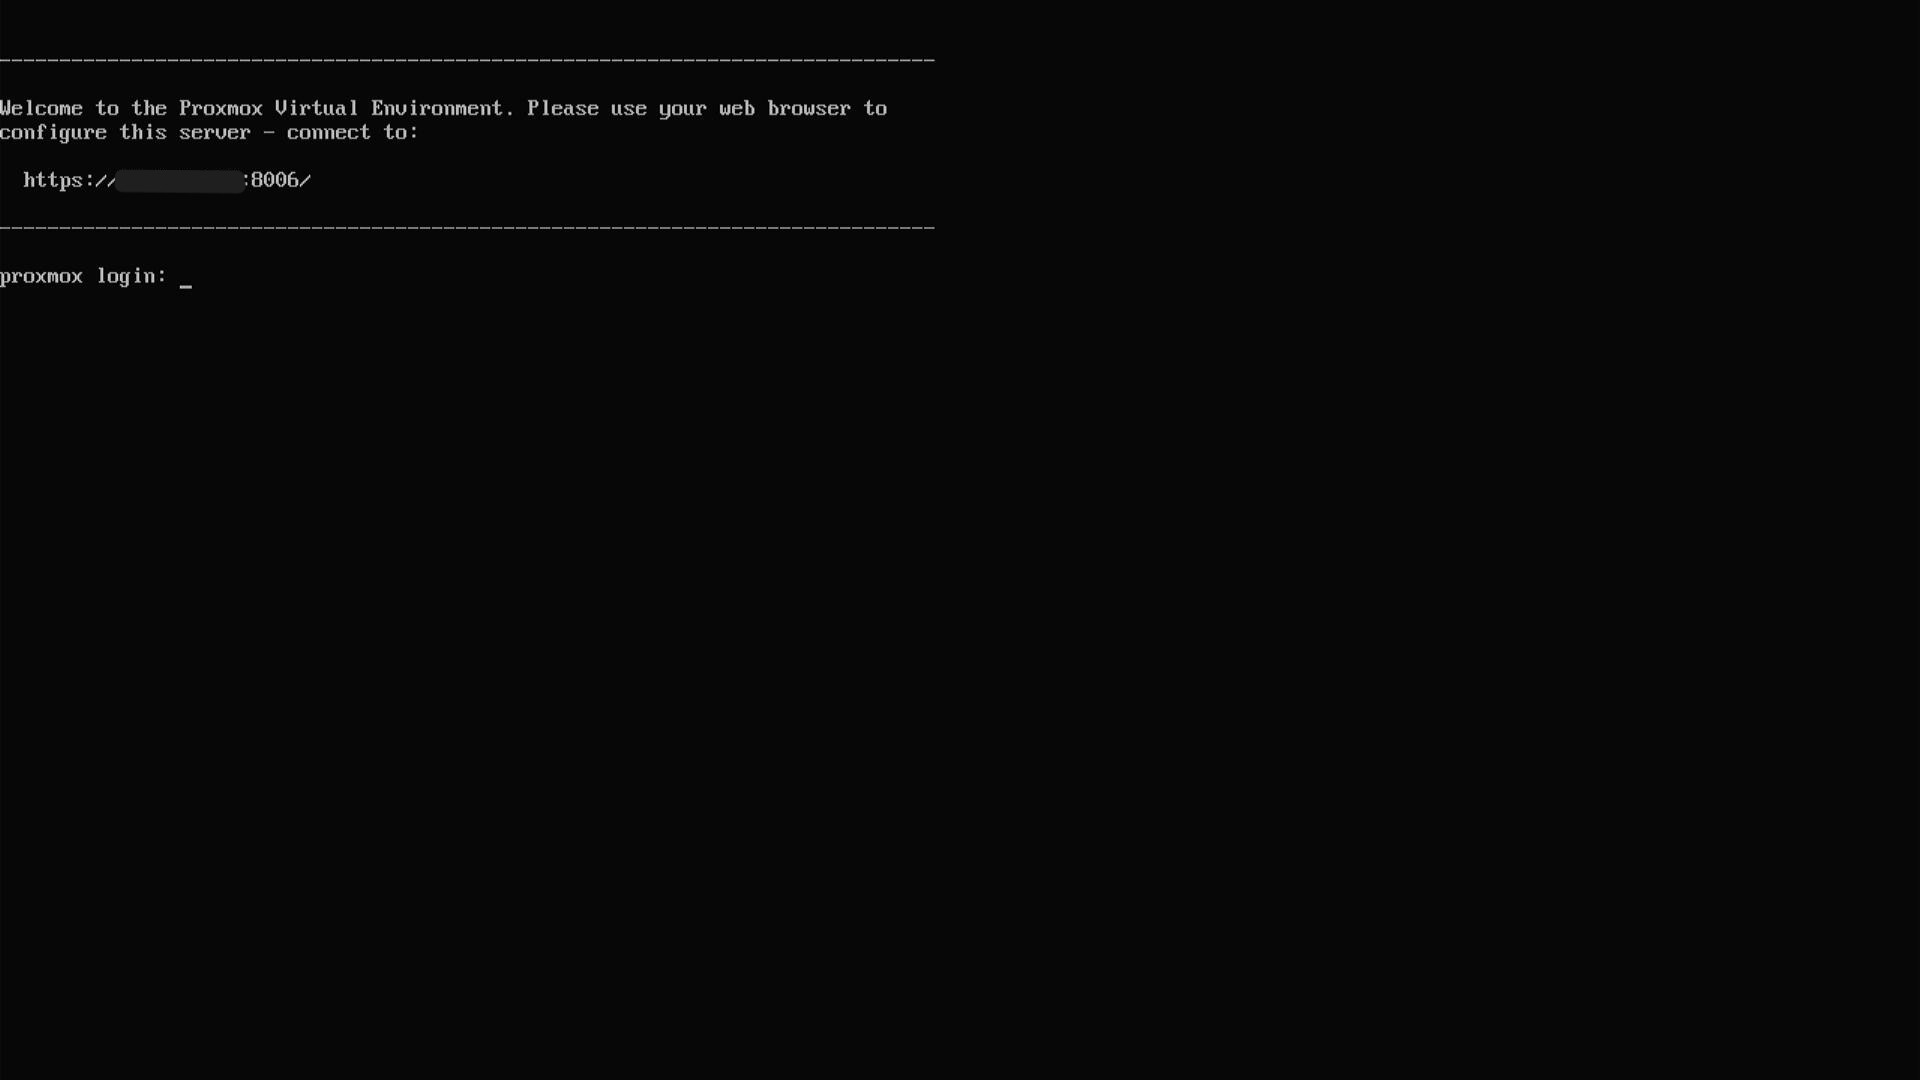 --------------------------------------------------------------------------------
Welcome to the Proxmox Virtual Environment. Please use your web browser to
configure this server - connect to:
https://:8006/
--------------------------------------------------------------------------------
proxmox login: _